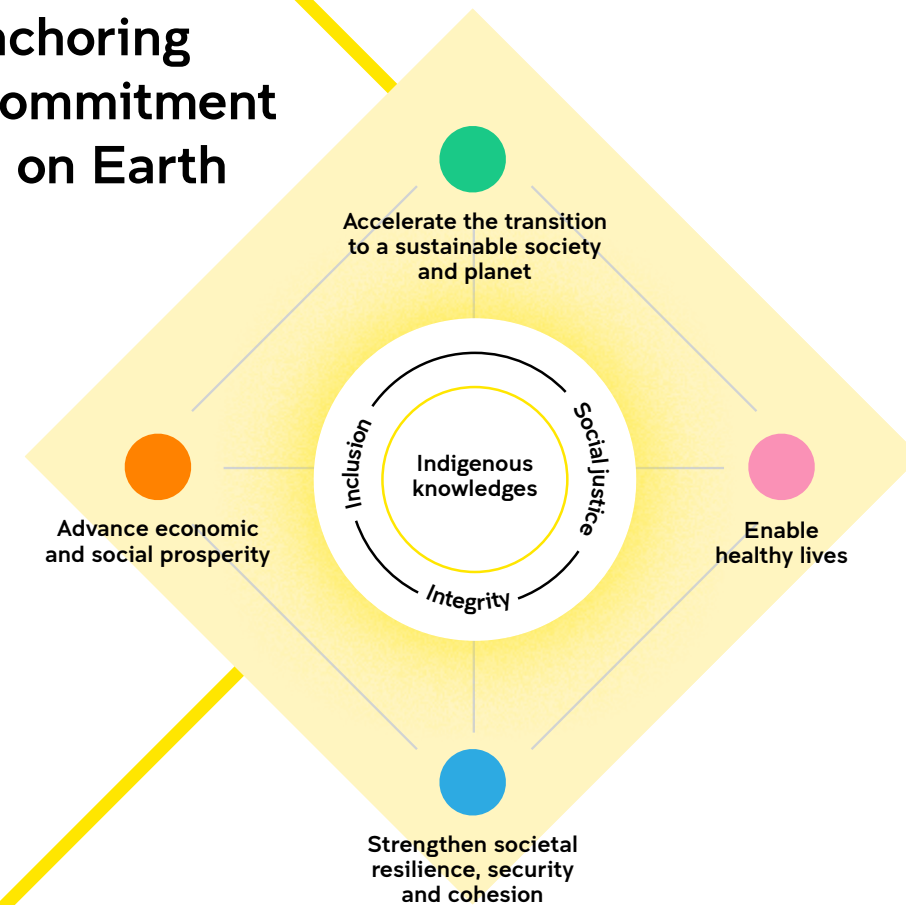 nchoring
ommitment
on Earth
Accelerate the transition
to a sustainable society
and planet
Inclusion
Social justice
Indigenous
knowledges
Integrity
Advance economic
and social prosperity
Enable
healthy lives
Strengthen societal
resilience, security
and cohesion